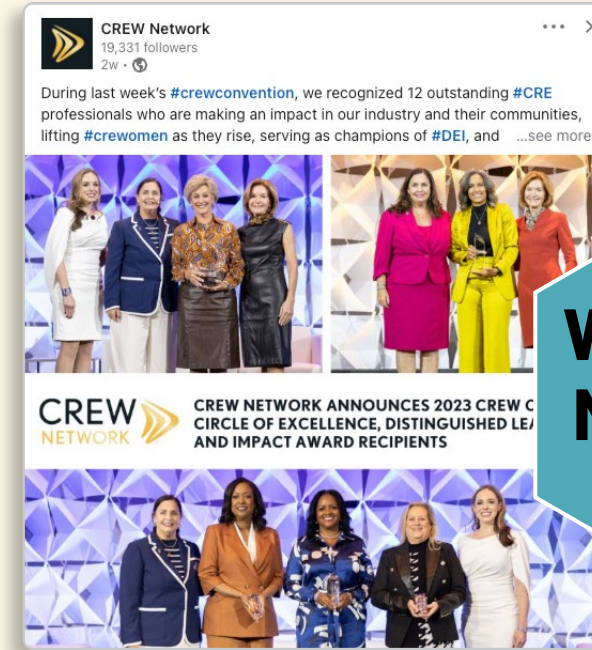 CREW Network
19,331 followers
2w •
During last week's #crewconvention, we recognized 12 outstanding #CRE
professionals who are making an impact in our industry and their communities,
lifting #crewomen as they rise, serving as champions of #DEI, and ...see more
CREW
NETWORK
CREW NETWORK ANNOUNCES 2023 CREW
CIRCLE OF EXCELLENCE, DISTINGUISHED
AND IMPACT AWARD RECIPIENTS